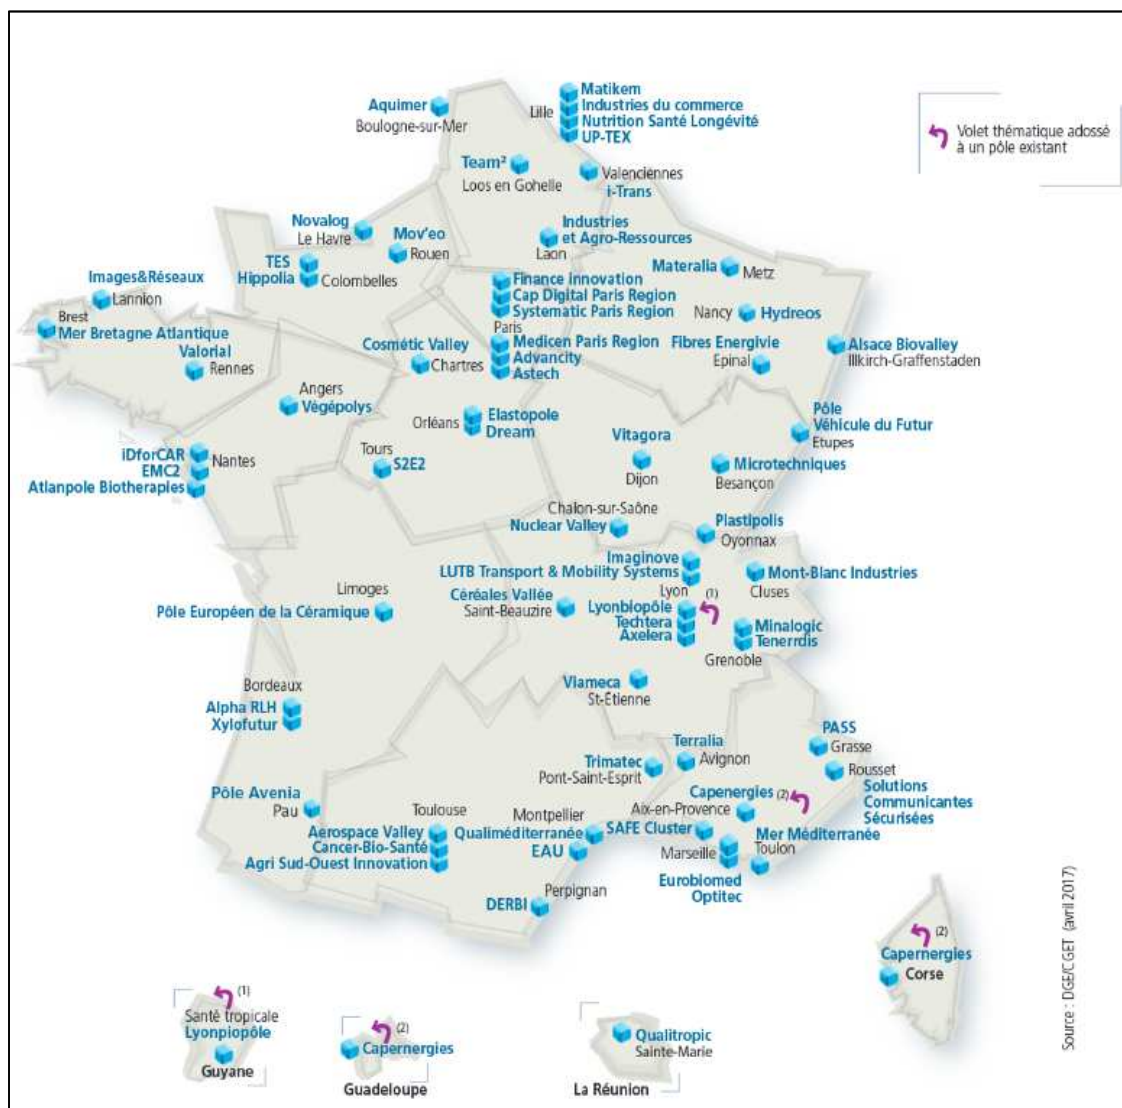 Matikem
Industries du commerce
Nutrition Santé Longévité
UP-TEX
Lille
Aquimer
Boulogne-sur-Mer
Volet thématique adossé
à un pôle existant
Team²
Loos en Gohelle
Valenciennes
i-Trans
Novalog
Le Havre
Mov'eo
Rouen
Industries
et Agro-Ressources
Laon
TES
Hippolia
Colombelles
Materalia
Metz
Images&Réseaux
Lannion
Finance innovation
Cap Digital Paris Region
Systematic Paris Region
Paris
Medicen Paris Region
Advancity
Astech
Nancy
Hydreos
Brest
Mer Bretagne Atlantique
Valorial
Rennes
Cosmétic Valley
Chartres
Fibres Energivie
Epinal
Alsace Biovalley
Illkirch-Graffenstaden
Angers
Végépolys
Orléans
Elastopole
Dream
Pôle
Véhicule du Futur
Etupes
iDforCAR
EMC2
Atlanpole Biotheraples
Nantes
Tours
S2E2
Vitagora
Dijon
Microtechniques
Besançon
Chalon-sur-Saône
Nuclear Valley
Plastipolis
Oyonnax
Imaginove
LUTB Transport & Mobility Systems
Lyon
Mont-Blanc Industries
Cluses
Limoges
Pôle Européen de la Céramique
Céréales Vallée
Saint-Beauzire
Lyonbiopôle
(1)
Techtera
Axelera
Minalogic
Tenerrdis
Grenoble
Viameca
St-Étienne
Bordeaux
Alpha RLH
Xylofutur
PASS
Grasse
Terralia
Avignon
Trimatec
Pont-Saint-Esprit
Rousset
Solutions
Communicantes
Sécurisées
Capenergies (2)
Aix-en-Provence
Pôle Avenia
Pau
Toulouse
Aerospace Valley
Cancer-Bio-Santé
Agri Sud-Ouest Innovation
Montpellier
Qualiméditerranée
EAU
SAFE Cluster
Marseille
Mer Méditerranée
Toulon
Eurobiomed
Optitec
DERBI
Perpignan
(2)
Capernergies
Corse
Source : DGE/CGET (avril 2017)
(1)
Santé tropicale
Lyonpiopôle
Guyane
(2)
Capernergies
Guadeloupe
Qualitropic
Sainte-Marie
La Réunion